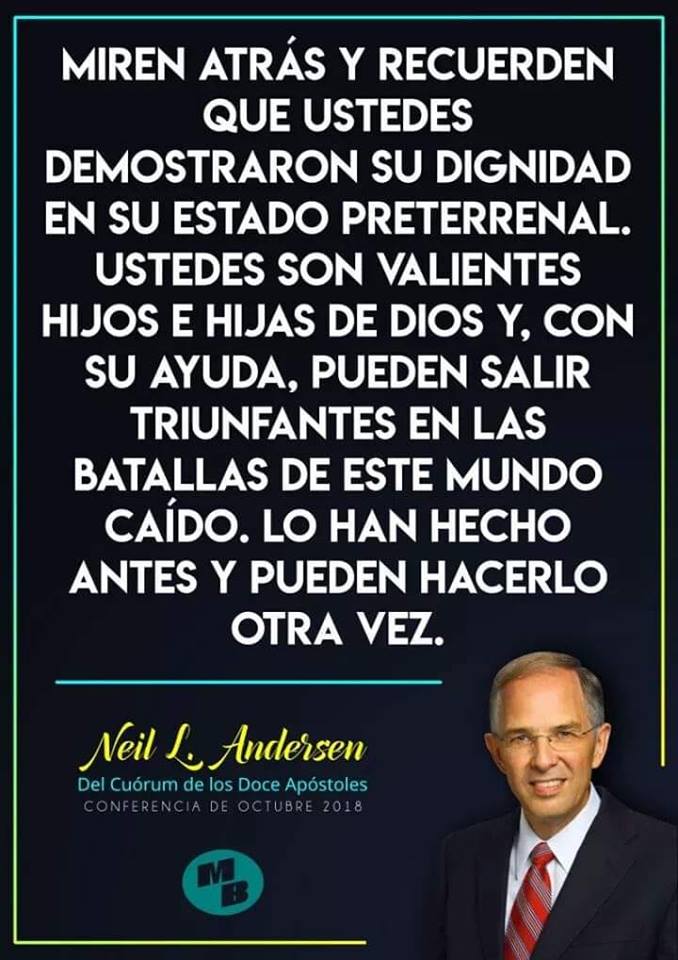 MIREN ATRÁS Y RECUERDEN
QUE USTEDES
DEMOSTRARON SU DIGNIDAD
EN SU ESTADO PRETERRENAL.
USTEDES SON VALIENTES
HIJOS E HIJAS DE DIOS Y, CON
SU AYUDA, PUEDEN SALIR
TRIUNFANTES EN LAS
BATALLAS DE ESTE MUNDO
CAÍDO. LO HAN HECHO
ANTES Y PUEDEN HACERLO
OTRA VEZ.
Neil L. Andersen
Del Cuórum de los Doce Apóstoles
CONFERENCIA DE OCTUBRE 2018
MB